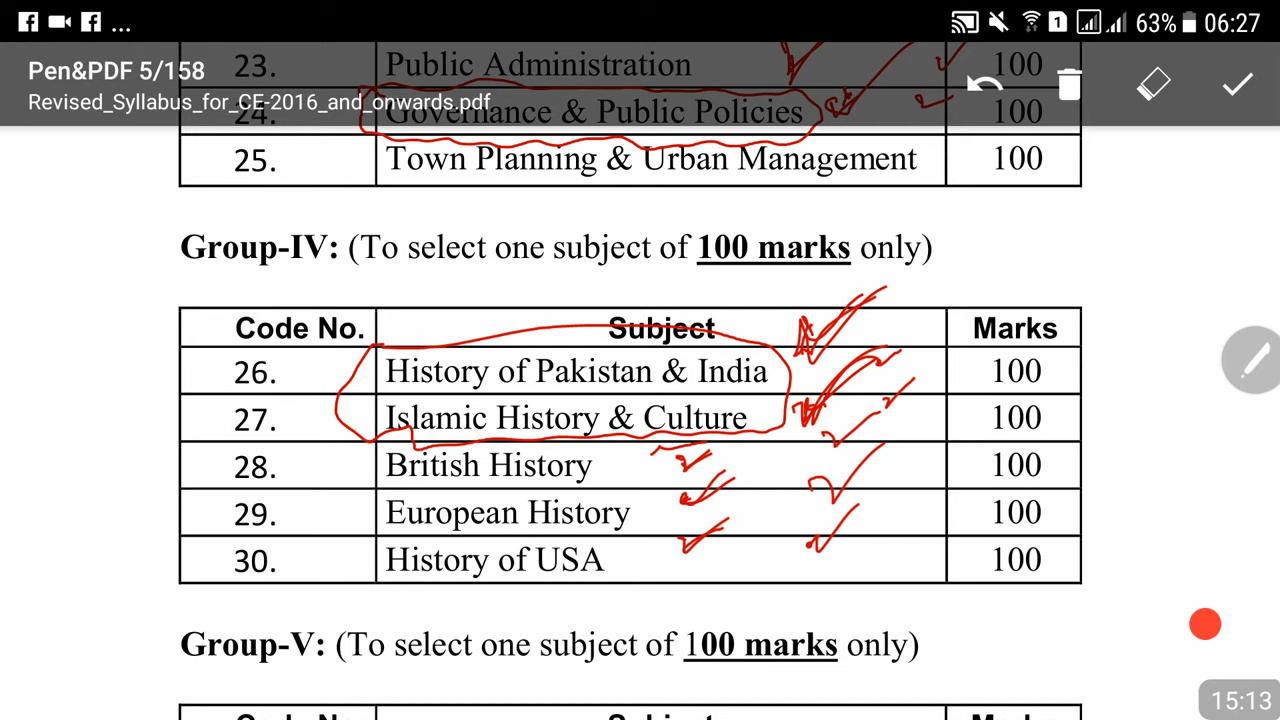 ... 1 63% 06:27
Pen&PDF 5/158
Revised_Syllabus_for_CE-2016_and_onwards.pdf
23. Public Administration 100
24. Governance & Public Policies 100
25. Town Planning & Urban Management 100
Group-IV: (To select one subject of 100 marks only)
Code No. Subject Marks
26. History of Pakistan & India 100
27. Islamic History & Culture 100
28. British History 100
29. European History 100
30. History of USA 100
Group-V: (To select one subject of 100 marks only)
15:13